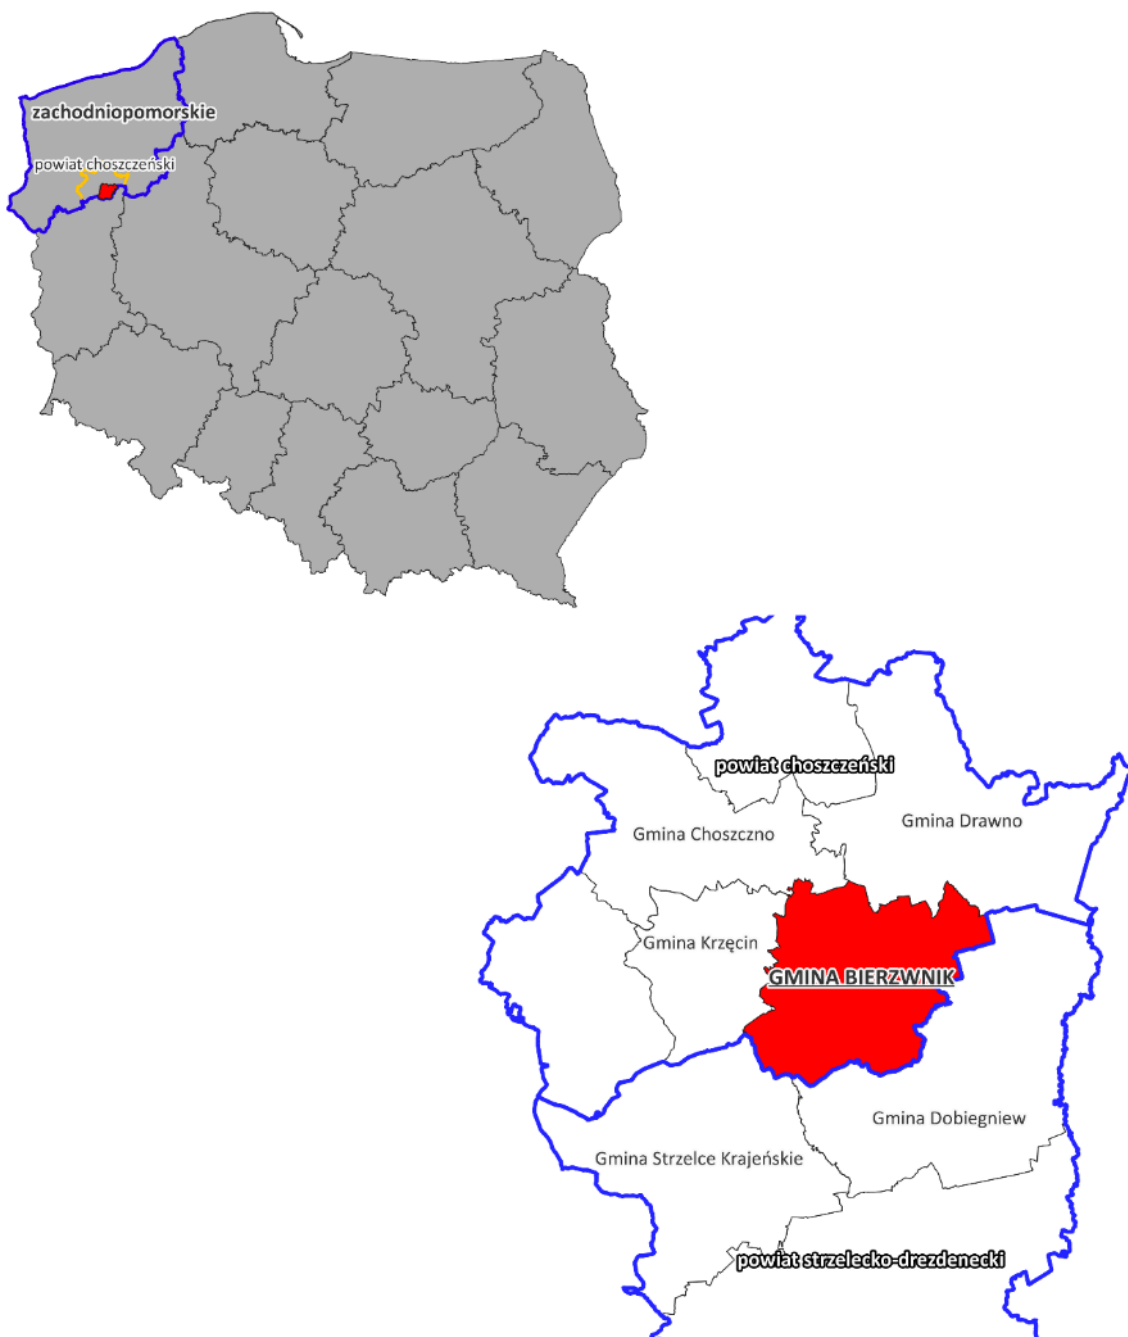 zachodniopomorskie
powiat choszczeński
powiat choszczeński
Gmina Drawno
Gmina Choszczno
Gmina Krzęcin
GMINA BIERZWNIK
Gmina Dobiegniew
Gmina Strzelce Krajeńskie
powiat strzelecko-drezdenecki